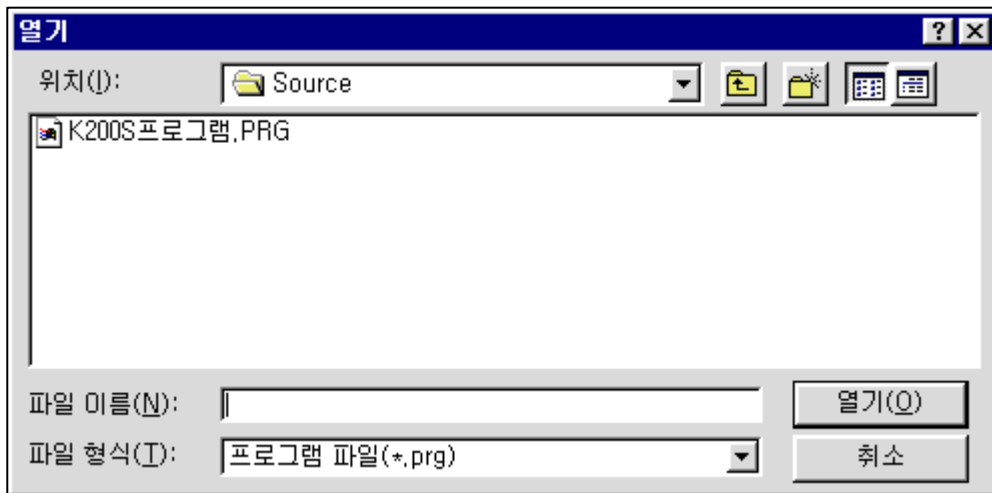 열기
위치(I): Source
K200S프로그램.PRG
파일 이름(N): 열기(O)
파일 형식(T): 프로그램 파일(*.prg) 취소